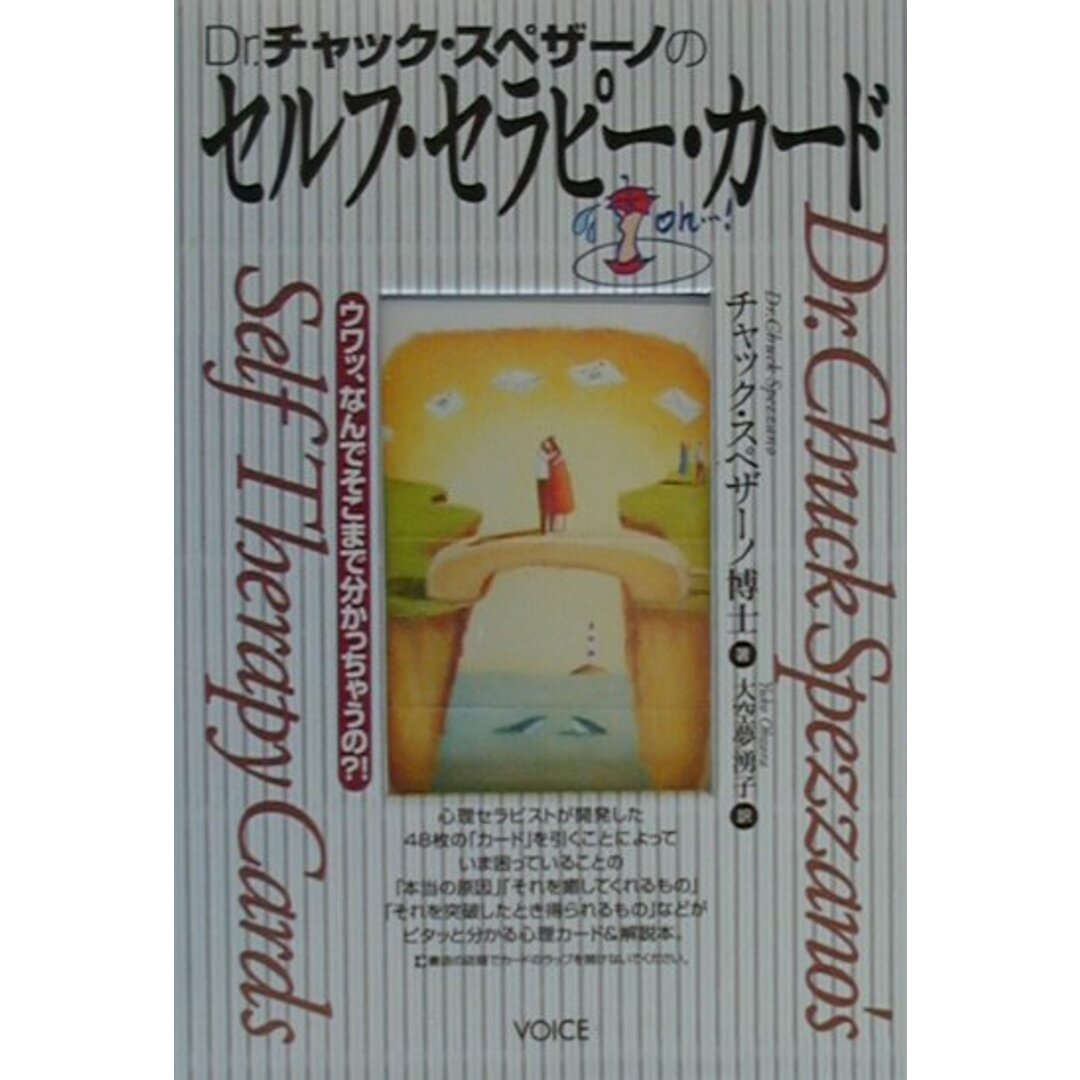 Dr.チャック・スペザーノの
セルフ・セラピー・カード
oh…!
Dr.Chuck Spezzano's
Self Therapy Cards
Dr.Chuck Spezzano
チャック・スペザーノ博士 著
大空夢湧子 訳
ウワッ、なんでそこまで分かっちゃうの?!
心理セラピストが開発した
48枚の「カード」を引くことによって
いま困っていることの
「本当の原因」「それを癒してくれるもの」
「それを突破したとき得られるもの」などが
ピタッと分かる心理カード&解説本。
VOICE